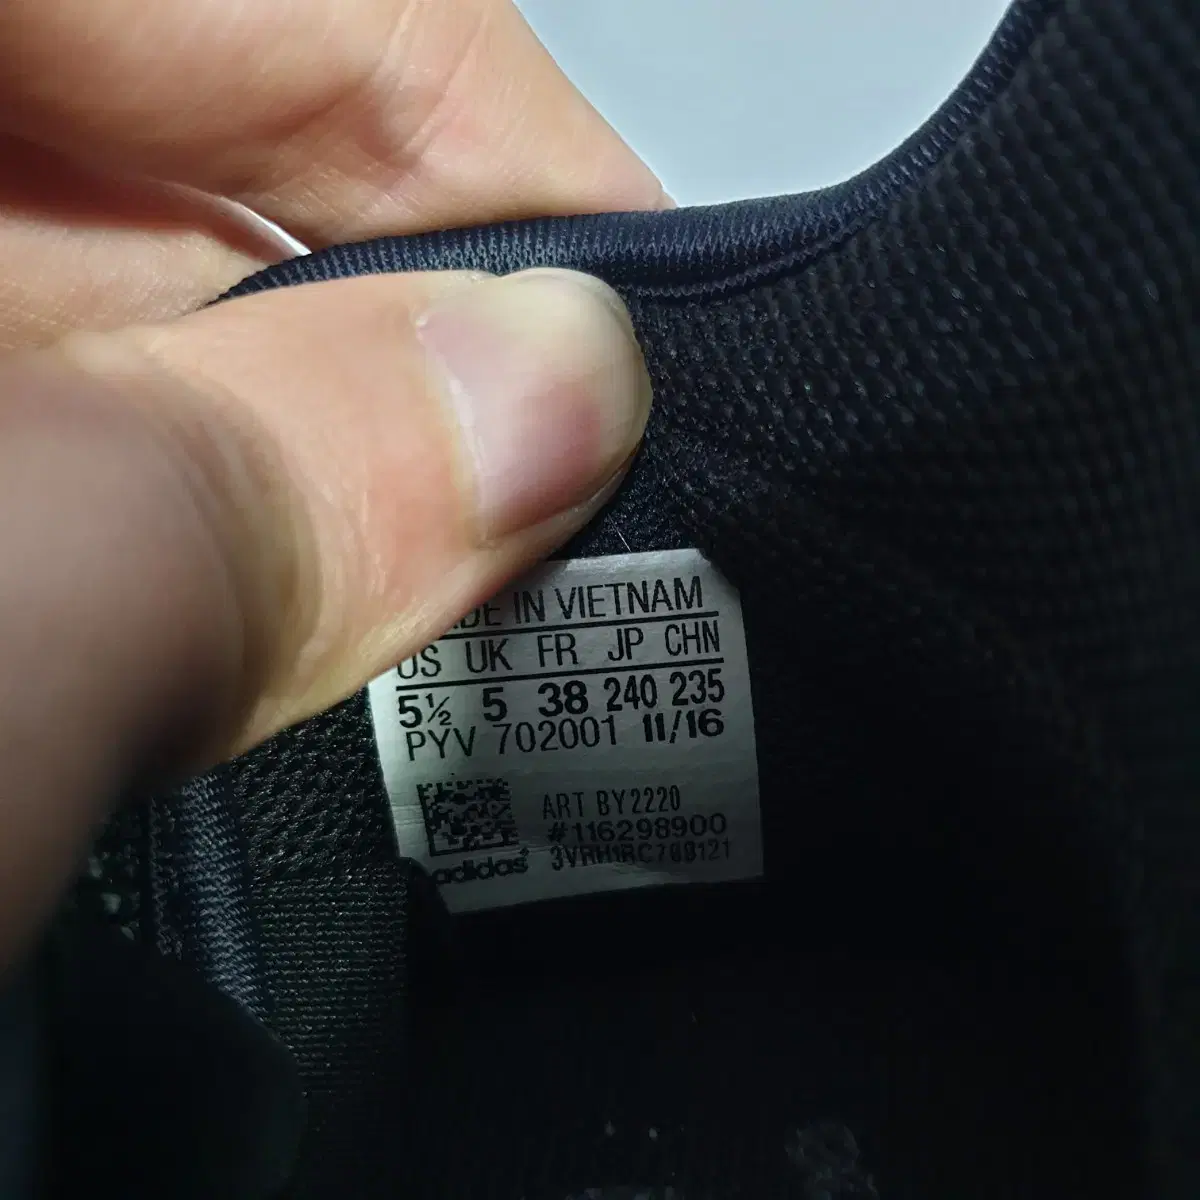 IN VIETNAM
US UK FR JP CHN
5½ 5 38 240 235
PYV 702001 11/16
ART BY2220
#116298900
adidas